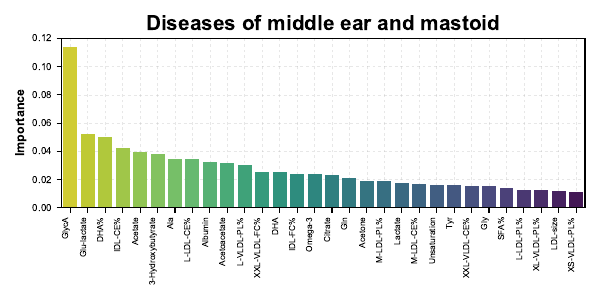 Diseases of middle ear and mastoid
Importance
0.12
0.10
0.08
0.06
0.04
0.02
0.00
GlycA
Glu-lactate
DHA%
IDL-CE%
Acetate
3-Hydroxybutyrate
Ala
L-LDL-CE%
Albumin
Acetoacetate
L-VLDL-PL%
XXL-VLDL-FC%
DHA
IDL-FC%
Omega-3
Citrate
Gln
Acetone
M-LDL-PL%
Lactate
M-LDL-CE%
Unsaturation
Tyr
XXL-VLDL-CE%
Gly
SFA%
L-LDL-PL%
XL-VLDL-PL%
LDL-size
XS-VLDL-PL%